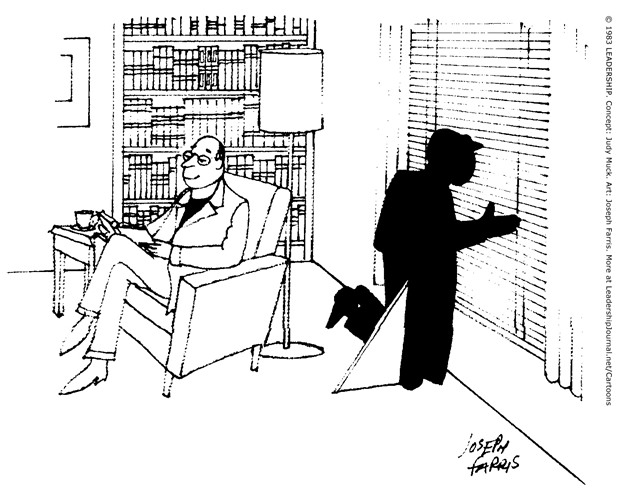 © 1983 LEADERSHIP. Concept: Judy Muck. Art: Joseph Farris. More at LeadershipJournal.net/Cartoons
JOSEPH
FARRIS